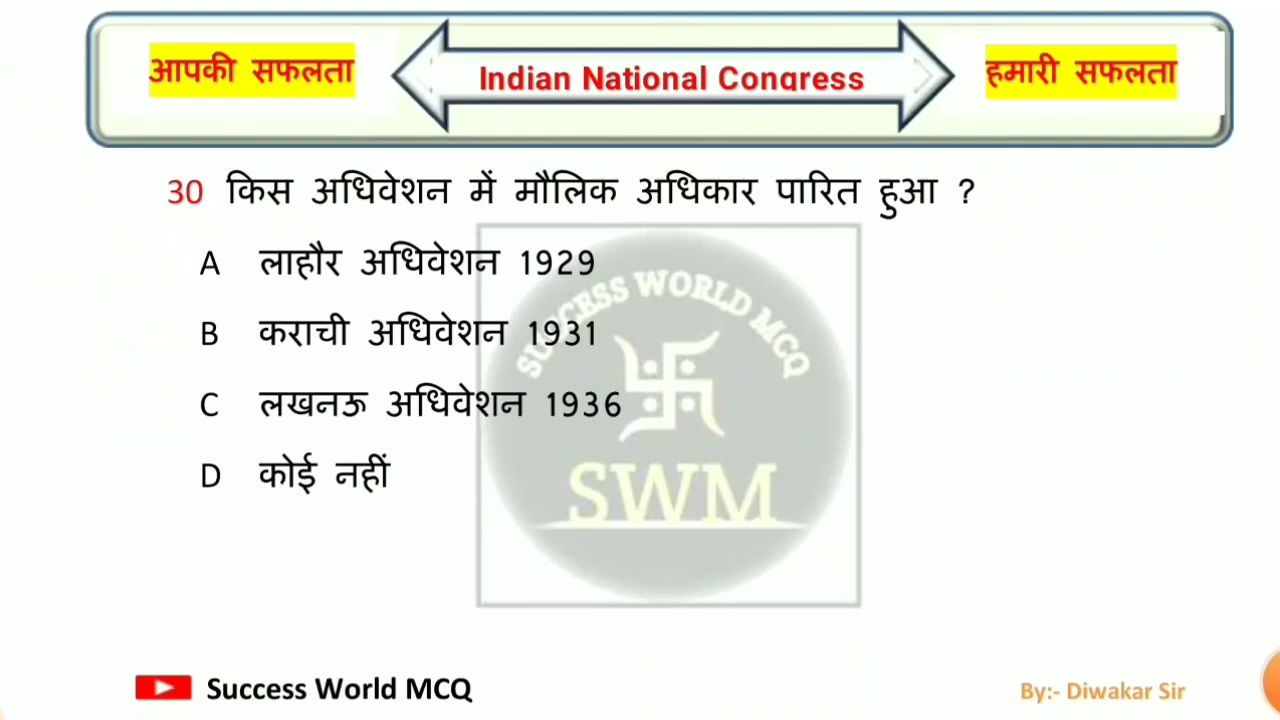 आपकी सफलता
Indian National Congress
हमारी सफलता
30 किस अधिवेशन में मौलिक अधिकार पारित हुआ ?
A लाहौर अधिवेशन 1929
B कराची अधिवेशन 1931
C लखनऊ अधिवेशन 1936
D कोई नहीं
SUCCESS WORLD MCQ
SWM
Success World MCQ
By:- Diwakar Sir